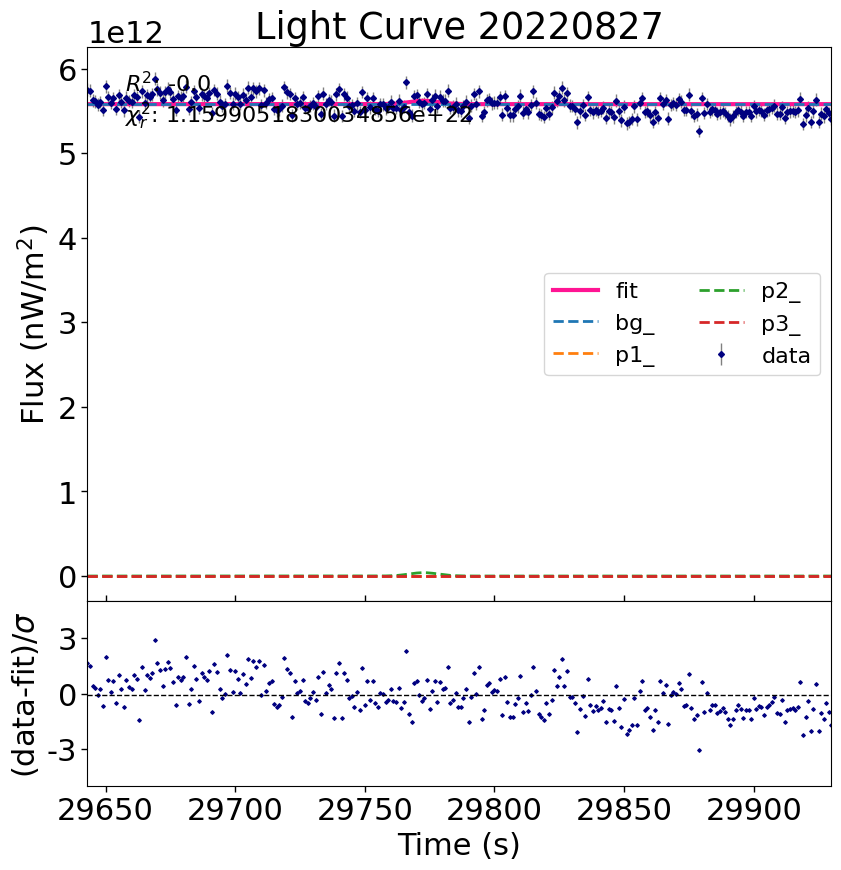 Light Curve 20220827
1e12
R²: -0.0
χ²ᵣ: 1.1599051830034856e+22
6
5
4
3
2
1
0
Flux (nW/m²)
fit
bg_
p1_
p2_
p3_
data
3
0
-3
(data-fit)/σ
29650 29700 29750 29800 29850 29900
Time (s)